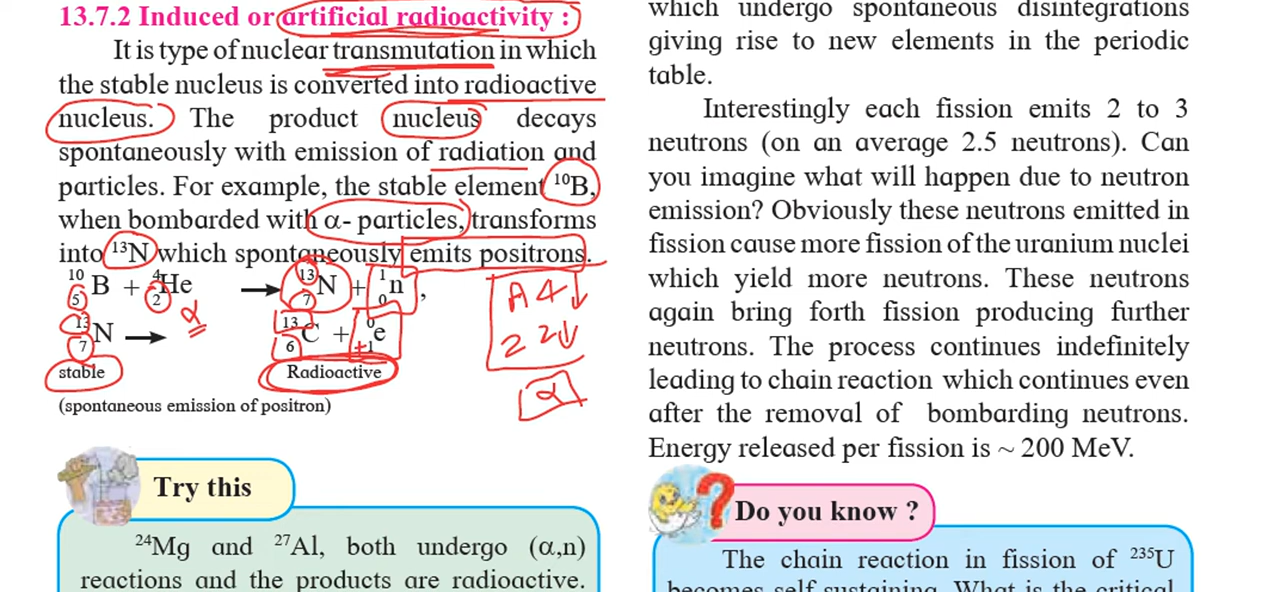 13.7.2 Induced or artificial radioactivity :
It is type of nuclear transmutation in which
the stable nucleus is converted into radioactive
nucleus. The product nucleus decays
spontaneously with emission of radiation and
particles. For example, the stable element ¹⁰B,
when bombarded with α- particles, transforms
into ¹³N which spontaneously emits positrons.
¹⁰₅B + ⁴₂He → ¹³₇N + ¹₀n ,
α
¹³₇N → ¹³₆C + ⁰₊₁e
stable Radioactive
(spontaneous emission of positron)
A 4↓
2 2↓
α
Try this
²⁴Mg and ²⁷Al, both undergo (α,n)
reactions and the products are radioactive.
which undergo spontaneous disintegrations
giving rise to new elements in the periodic
table.
Interestingly each fission emits 2 to 3
neutrons (on an average 2.5 neutrons). Can
you imagine what will happen due to neutron
emission? Obviously these neutrons emitted in
fission cause more fission of the uranium nuclei
which yield more neutrons. These neutrons
again bring forth fission producing further
neutrons. The process continues indefinitely
leading to chain reaction which continues even
after the removal of bombarding neutrons.
Energy released per fission is ~ 200 MeV.
?
Do you know ?
The chain reaction in fission of ²³⁵U
becomes self sustaining. What is the critical